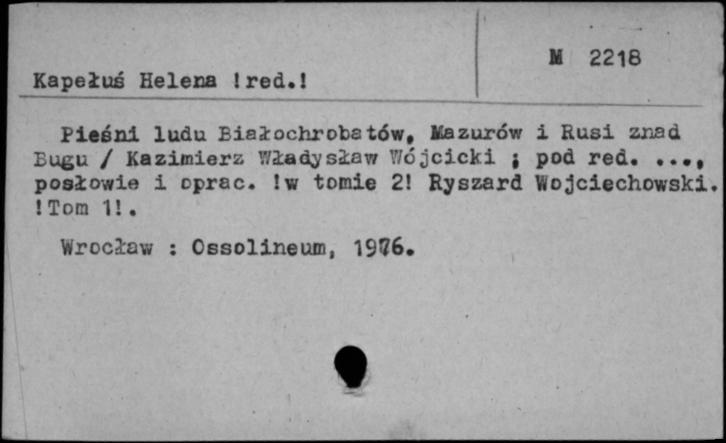 M 2218
Kapełuś Helena !red.!
Pieśni ludu Białochrobatów, Mazurów i Rusi znad
Bugu / Kazimierz Władysław Wójcicki ; pod red. ...,
posłowie i oprac. !w tomie 2! Ryszard Wojciechowski.
!Tom 1!.
Wrocław : Ossolineum, 1976.